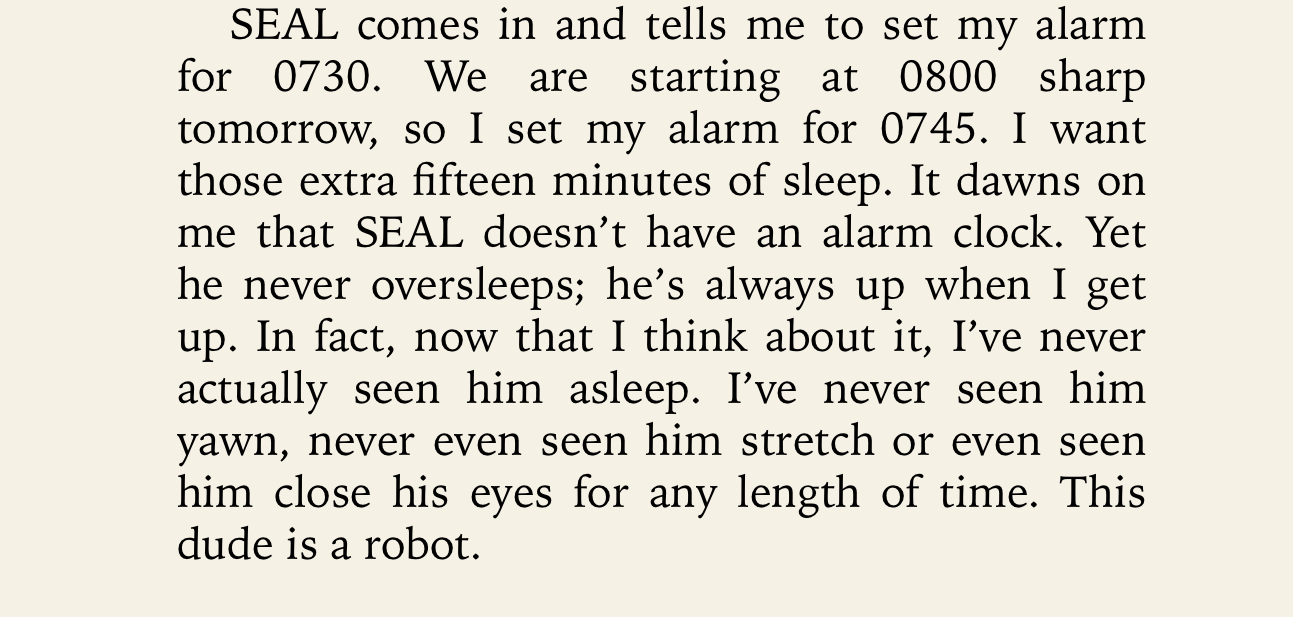 SEAL comes in and tells me to set my alarm
for 0730. We are starting at 0800 sharp
tomorrow, so I set my alarm for 0745. I want
those extra fifteen minutes of sleep. It dawns on
me that SEAL doesn’t have an alarm clock. Yet
he never oversleeps; he’s always up when I get
up. In fact, now that I think about it, I’ve never
actually seen him asleep. I’ve never seen him
yawn, never even seen him stretch or even seen
him close his eyes for any length of time. This
dude is a robot.